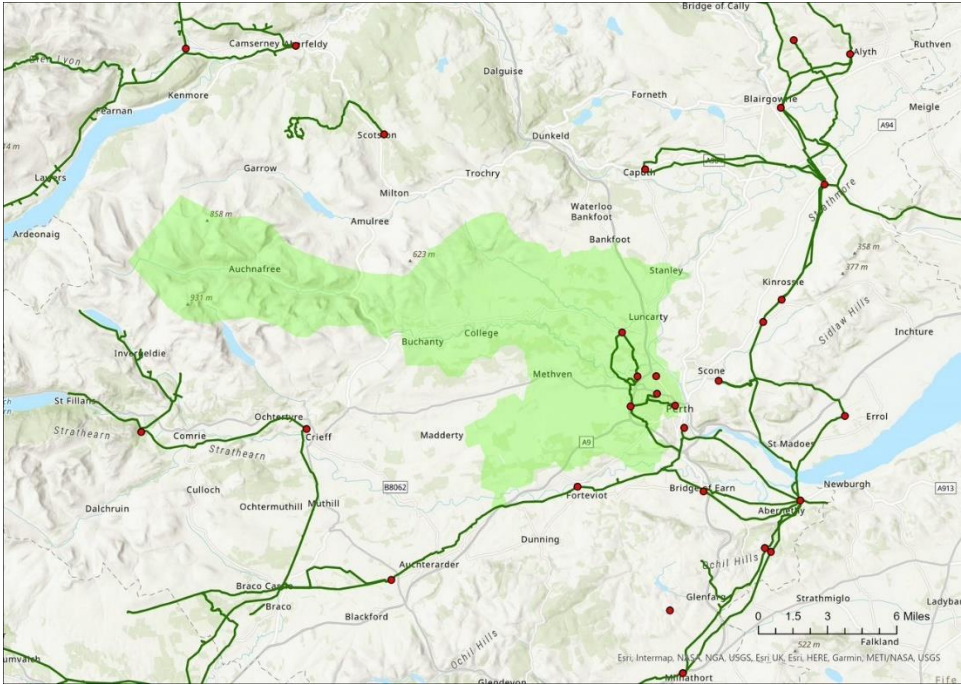 Bridge of Cally
Camserney Aberfeldy
Ruthven
Alyth
Glen Lyon
Dalguise
Kenmore
Forneth
Blairgowrie
Fearnan
Meigle
A94
Dunkeld
Scotston
Lawers
Garrow
Trochry
Caputh
Milton
Waterloo
Bankfoot
Strathmore
858 m
Amulree
Ardeonaig
Bankfoot
358 m
623 m
Stanley
377 m
Auchnafree
Kinrossie
931 m
Luncarty
Sidlaw Hills
Inchture
Buchanty
College
Invergeldie
Methven
Scone
St Fillans
Ochtertyre
Perth
Errol
Strathearn
Comrie
Crieff
Madderty
A9
St Madoes
Strathearn
Culloch
B8062
Forteviot
Bridge of Earn
Newburgh
A913
Dalchruin
Ochtermuthill
Muthill
Abernethy
Dunning
Ochil Hills
Auchterarder
Braco Castle
Glenfarg
Strathmiglo
Braco
Blackford
0 1.5 3 6 Miles
Falkland
522 m
Ochil Hills
Esri, Intermap, NASA, NGA, USGS, Esri UK, Esri, HERE, Garmin, METI/NASA, USGS
Milnathort
Glendevon
Fife